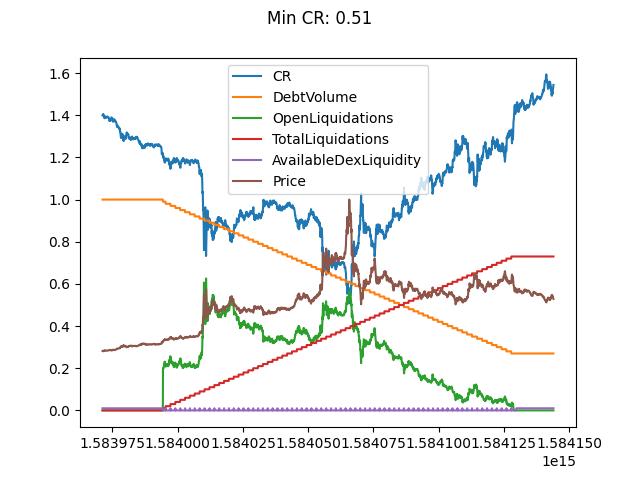 Min CR: 0.51
CR
DebtVolume
OpenLiquidations
TotalLiquidations
AvailableDexLiquidity
Price
1.6
1.4
1.2
1.0
0.8
0.6
0.4
0.2
0.0
1.583975 1.584000 1.584025 1.584050 1.584075 1.584100 1.584125 1.584150
1e15